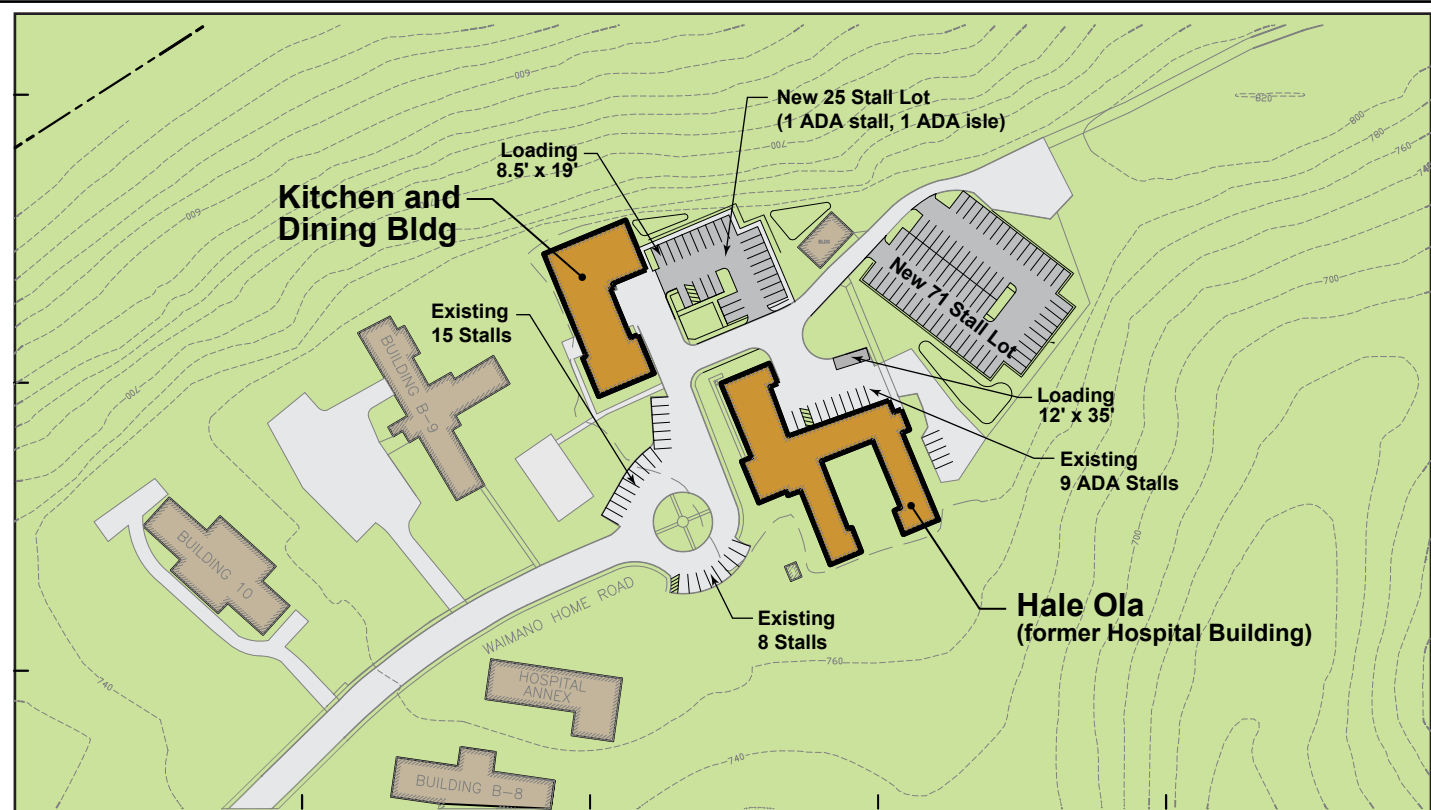 600
820
New 25 Stall Lot
(1 ADA stall, 1 ADA isle)
800
780
760
700
Loading
8.5' x 19'
Kitchen and
Dining Bldg
600
New 71 Stall Lot
700
Existing
15 Stalls
BUILDING B-9
700
Loading
12' x 35'
Existing
9 ADA Stalls
700
BUILDING 10
WAIMANO HOME ROAD
Hale Ola
(former Hospital Building)
Existing
8 Stalls
760
740
HOSPITAL
ANNEX
740
BUILDING B-8